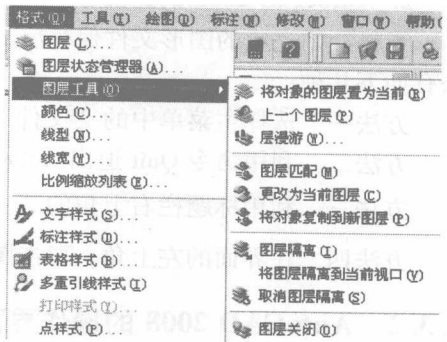 格式(O) 工具(T) 绘图(D) 标注(N) 修改(M) 窗口(W) 帮助(
图层(L)...
图层状态管理器(A)...
图层工具(O)
颜色(C)...
线型(N)...
线宽(W)...
比例缩放列表(E)...
文字样式(S)...
标注样式(D)...
表格样式(B)...
多重引线样式(I)
打印样式(Y)...
点样式(P)...
将对象的图层置为当前(R)
上一个图层(P)
层漫游(W)...
图层匹配(M)
更改为当前图层(C)
将对象复制到新图层(P)
图层隔离(I)
将图层隔离到当前视口(V)
取消图层隔离(S)
图层关闭(O)